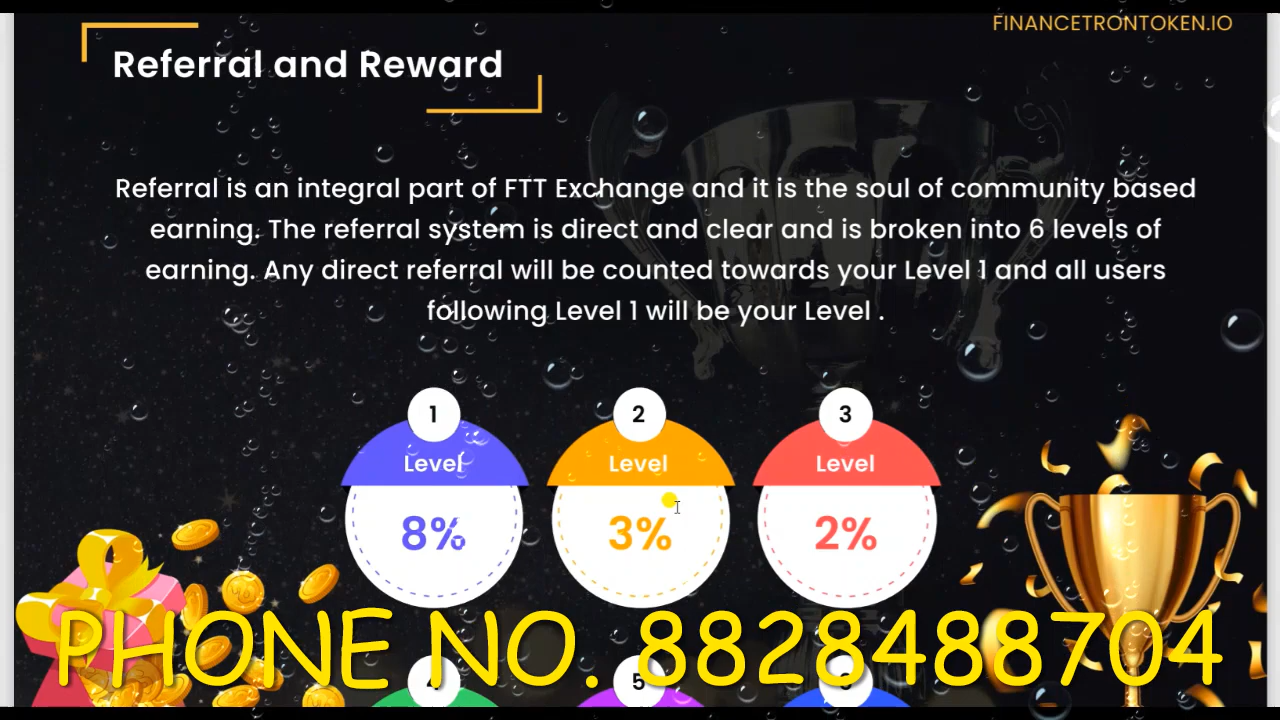 FINANCETRONTOKEN.IO
Referral and Reward
Referral is an integral part of FTT Exchange and it is the soul of community based
earning. The referral system is direct and clear and is broken into 6 levels of
earning. Any direct referral will be counted towards your Level 1 and all users
following Level 1 will be your Level .
1 2 3
Level Level Level
8% 3% 2%
PHONE NO. 8828488704
4 5 6